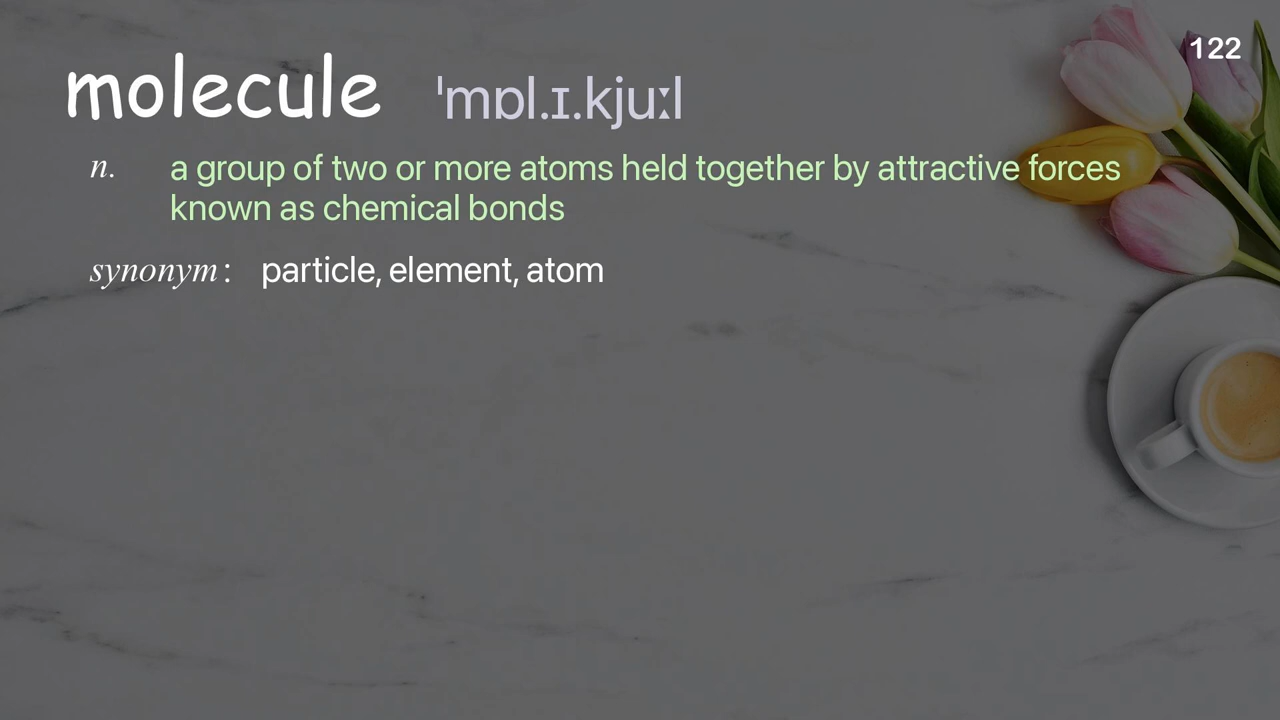 122
molecule ˈmɒl.ɪ.kjuːl
n. a group of two or more atoms held together by attractive forces
known as chemical bonds
synonym: particle, element, atom